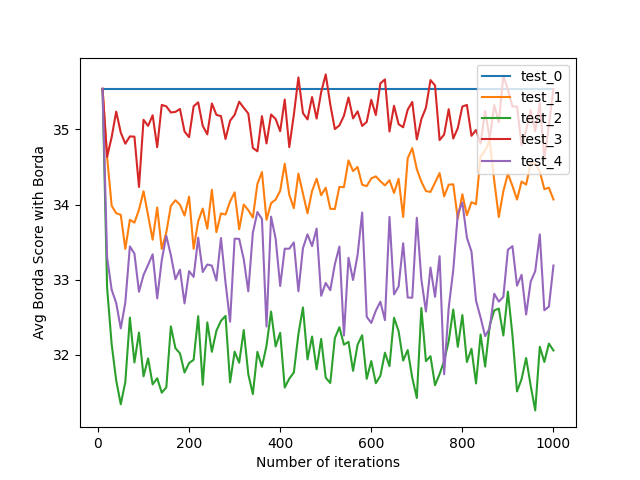 test_0
test_1
test_2
test_3
test_4
35
34
33
32
Avg Borda Score with Borda
0 200 400 600 800 1000
Number of iterations